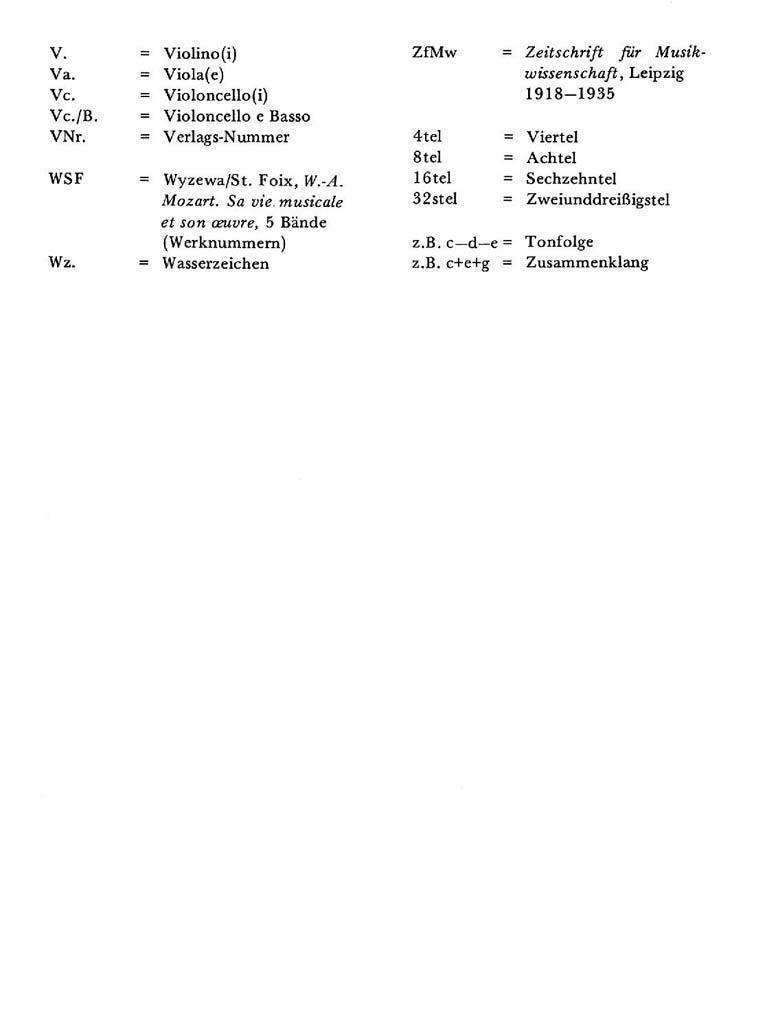 V. = Violino(i)
Va. = Viola(e)
Vc. = Violoncello(i)
Vc./B. = Violoncello e Basso
VNr. = Verlags-Nummer
WSF = Wyzewa/St. Foix, W.-A.
Mozart. Sa vie musicale
et son œuvre, 5 Bände
(Werknummern)
Wz. = Wasserzeichen
ZfMw = Zeitschrift für Musik-
wissenschaft, Leipzig
1918—1935
4tel = Viertel
8tel = Achtel
16tel = Sechzehntel
32stel = Zweiunddreißigstel
z.B. c—d—e = Tonfolge
z.B. c+e+g = Zusammenklang